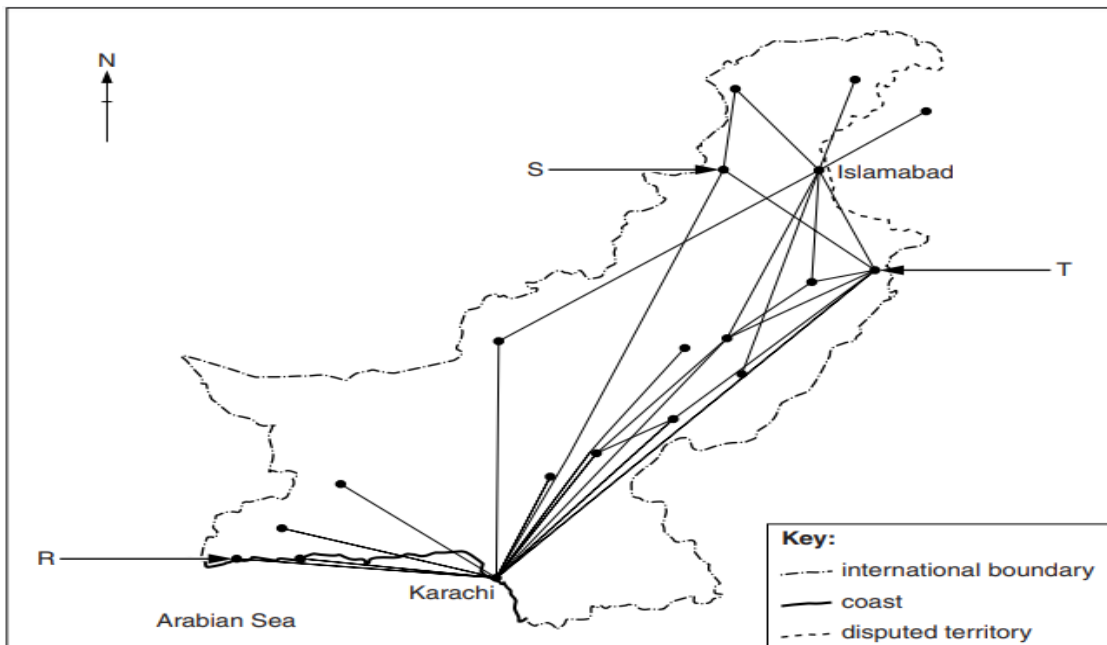 N
S
Islamabad
T
R
Karachi
Arabian Sea
Key:
international boundary
coast
disputed territory